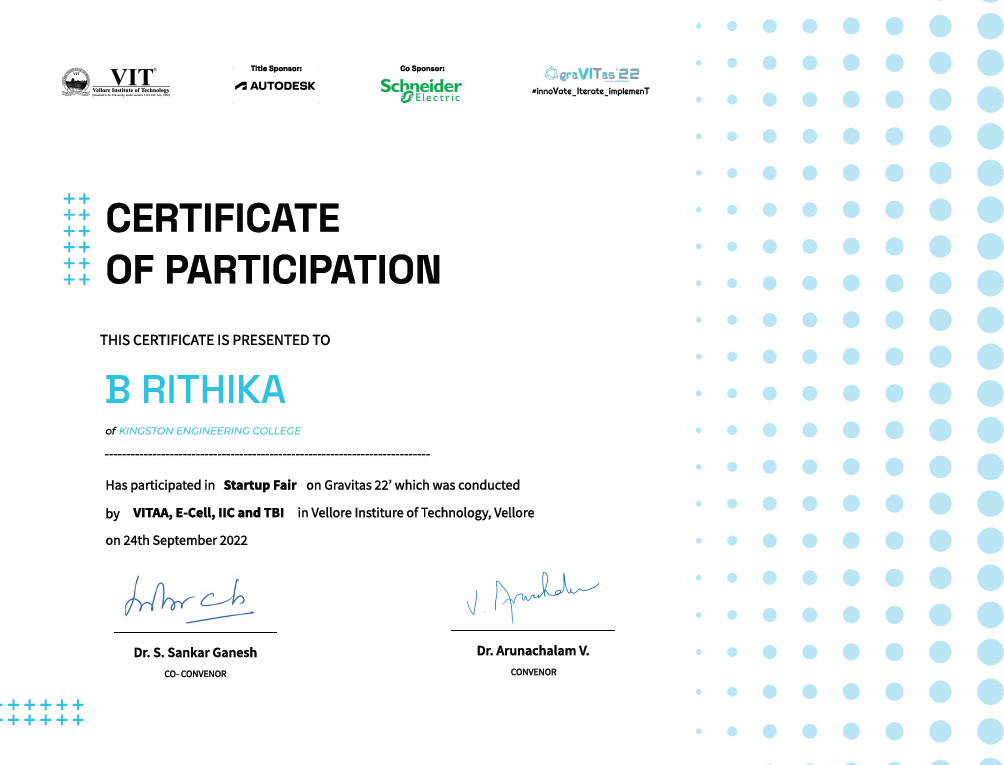 VIT®
Vellore Institute of Technology
Title Sponsor:
AUTODESK
Co Sponsor:
Schneider
Electric
graVITas'22
#innoVate_Iterate_implemenT
CERTIFICATE
OF PARTICIPATION
THIS CERTIFICATE IS PRESENTED TO
B RITHIKA
of KINGSTON ENGINEERING COLLEGE
Has participated in Startup Fair on Gravitas 22' which was conducted
by VITAA, E-Cell, IIC and TBI in Vellore Institure of Technology, Vellore
on 24th September 2022
V. Arunachalam
Dr. S. Sankar Ganesh
CO- CONVENOR
Dr. Arunachalam V.
CONVENOR